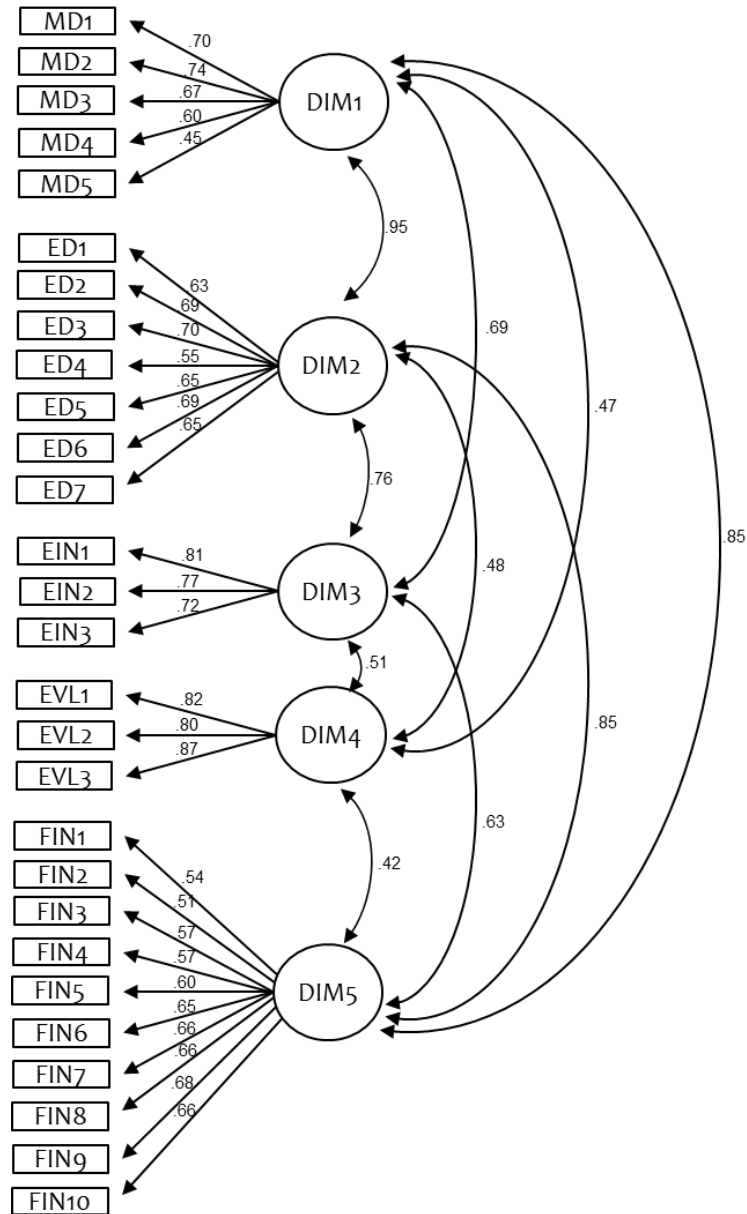 MD1
.70
MD2
.74
MD3
.67
DIM1
MD4
.60
MD5
.45
.95
ED1
.63
ED2
.69
ED3
.70
.69
ED4
.55
DIM2
ED5
.65
.47
ED6
.69
ED7
.65
.76
EIN1
.81
.85
EIN2
.77
DIM3
.48
EIN3
.72
.51
EVL1
.82
EVL2
.80
DIM4
.85
EVL3
.87
FIN1
.63
.54
.42
FIN2
.51
FIN3
.57
FIN4
.57
FIN5
.60
DIM5
FIN6
.65
FIN7
.66
FIN8
.66
FIN9
.68
FIN10
.66